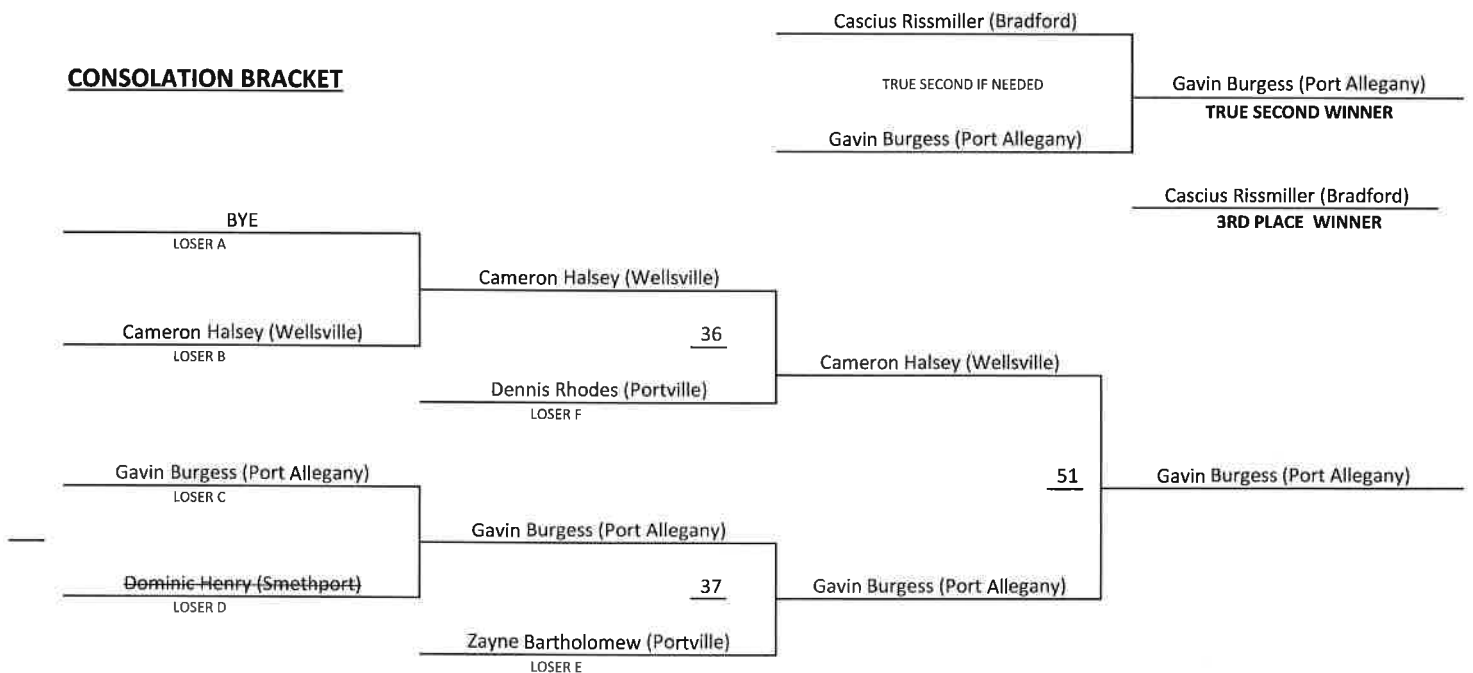 Cascius Rissmiller (Bradford)
CONSOLATION BRACKET
TRUE SECOND IF NEEDED
Gavin Burgess (Port Allegany)
TRUE SECOND WINNER
Gavin Burgess (Port Allegany)
Cascius Rissmiller (Bradford)
3RD PLACE WINNER
BYE
LOSER A
Cameron Halsey (Wellsville)
Cameron Halsey (Wellsville)
LOSER B
36
Cameron Halsey (Wellsville)
Dennis Rhodes (Portville)
LOSER F
Gavin Burgess (Port Allegany)
LOSER C
51
Gavin Burgess (Port Allegany)
Gavin Burgess (Port Allegany)
Dominic Henry (Smethport)
LOSER D
37
Gavin Burgess (Port Allegany)
Zayne Bartholomew (Portville)
LOSER E